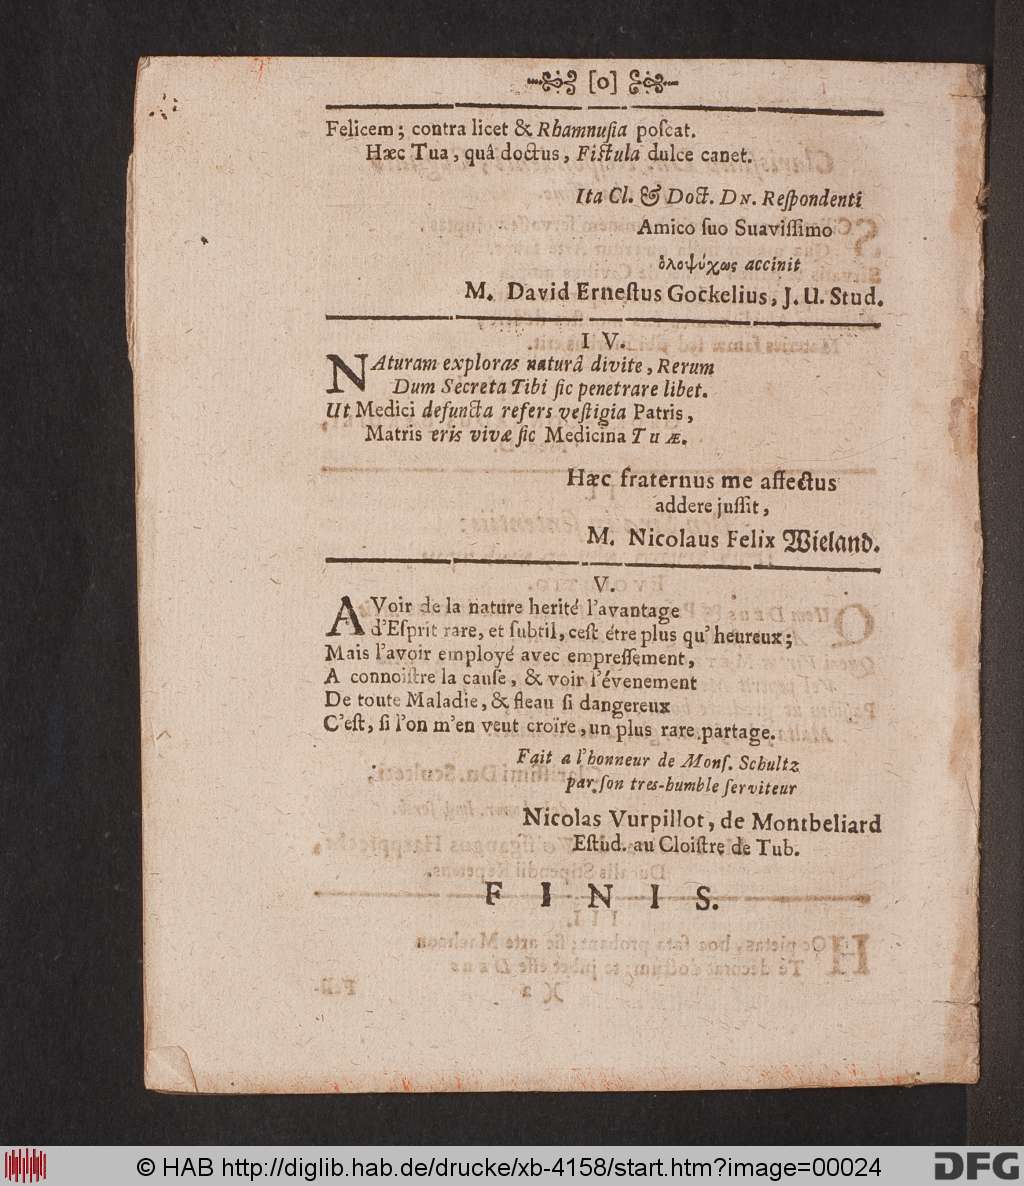 [o]
Felicem; contra licet & Rhamnuſia poſcat.
Hæc Tua, quâ doctus, Fiſtula dulce canet.
Ita Cl. & Doct. DN. Reſpondenti
Amico ſuo Suaviſſimo
ὁλοψύχως accinit
M. David Erneſtus Gockelius, J. U. Stud.
IV.
NAturam exploras naturâ divite, Rerum
Dum Secreta Tibi ſic penetrare libet.
Ut Medici defuncta refers veſtigia Patris,
Matris eris vivæ ſic Medicina TuÆ.
Hæc fraternus me affectus
addere juſſit,
M. Nicolaus Felix Wieland.
V.
AVoir de la nature herité l'avantage
d'Eſprit rare, et ſubtil, ceſt étre plus qu' heureux;
Mais l'avoir employé avec empreſſement,
A connoiſtre la cauſe, & voir l'évenement
De toute Maladie, & fleau ſi dangereux
C'eſt, ſi l'on m'en veut croire, un plus rare partage.
Fait a l'honneur de Monſ. Schultz
par ſon tres-humble ſerviteur
Nicolas Vurpillot, de Montbeliard
Eſtud. au Cloiſtre de Tub.
FINIS.
© HAB http://diglib.hab.de/drucke/xb-4158/start.htm?image=00024
DFG